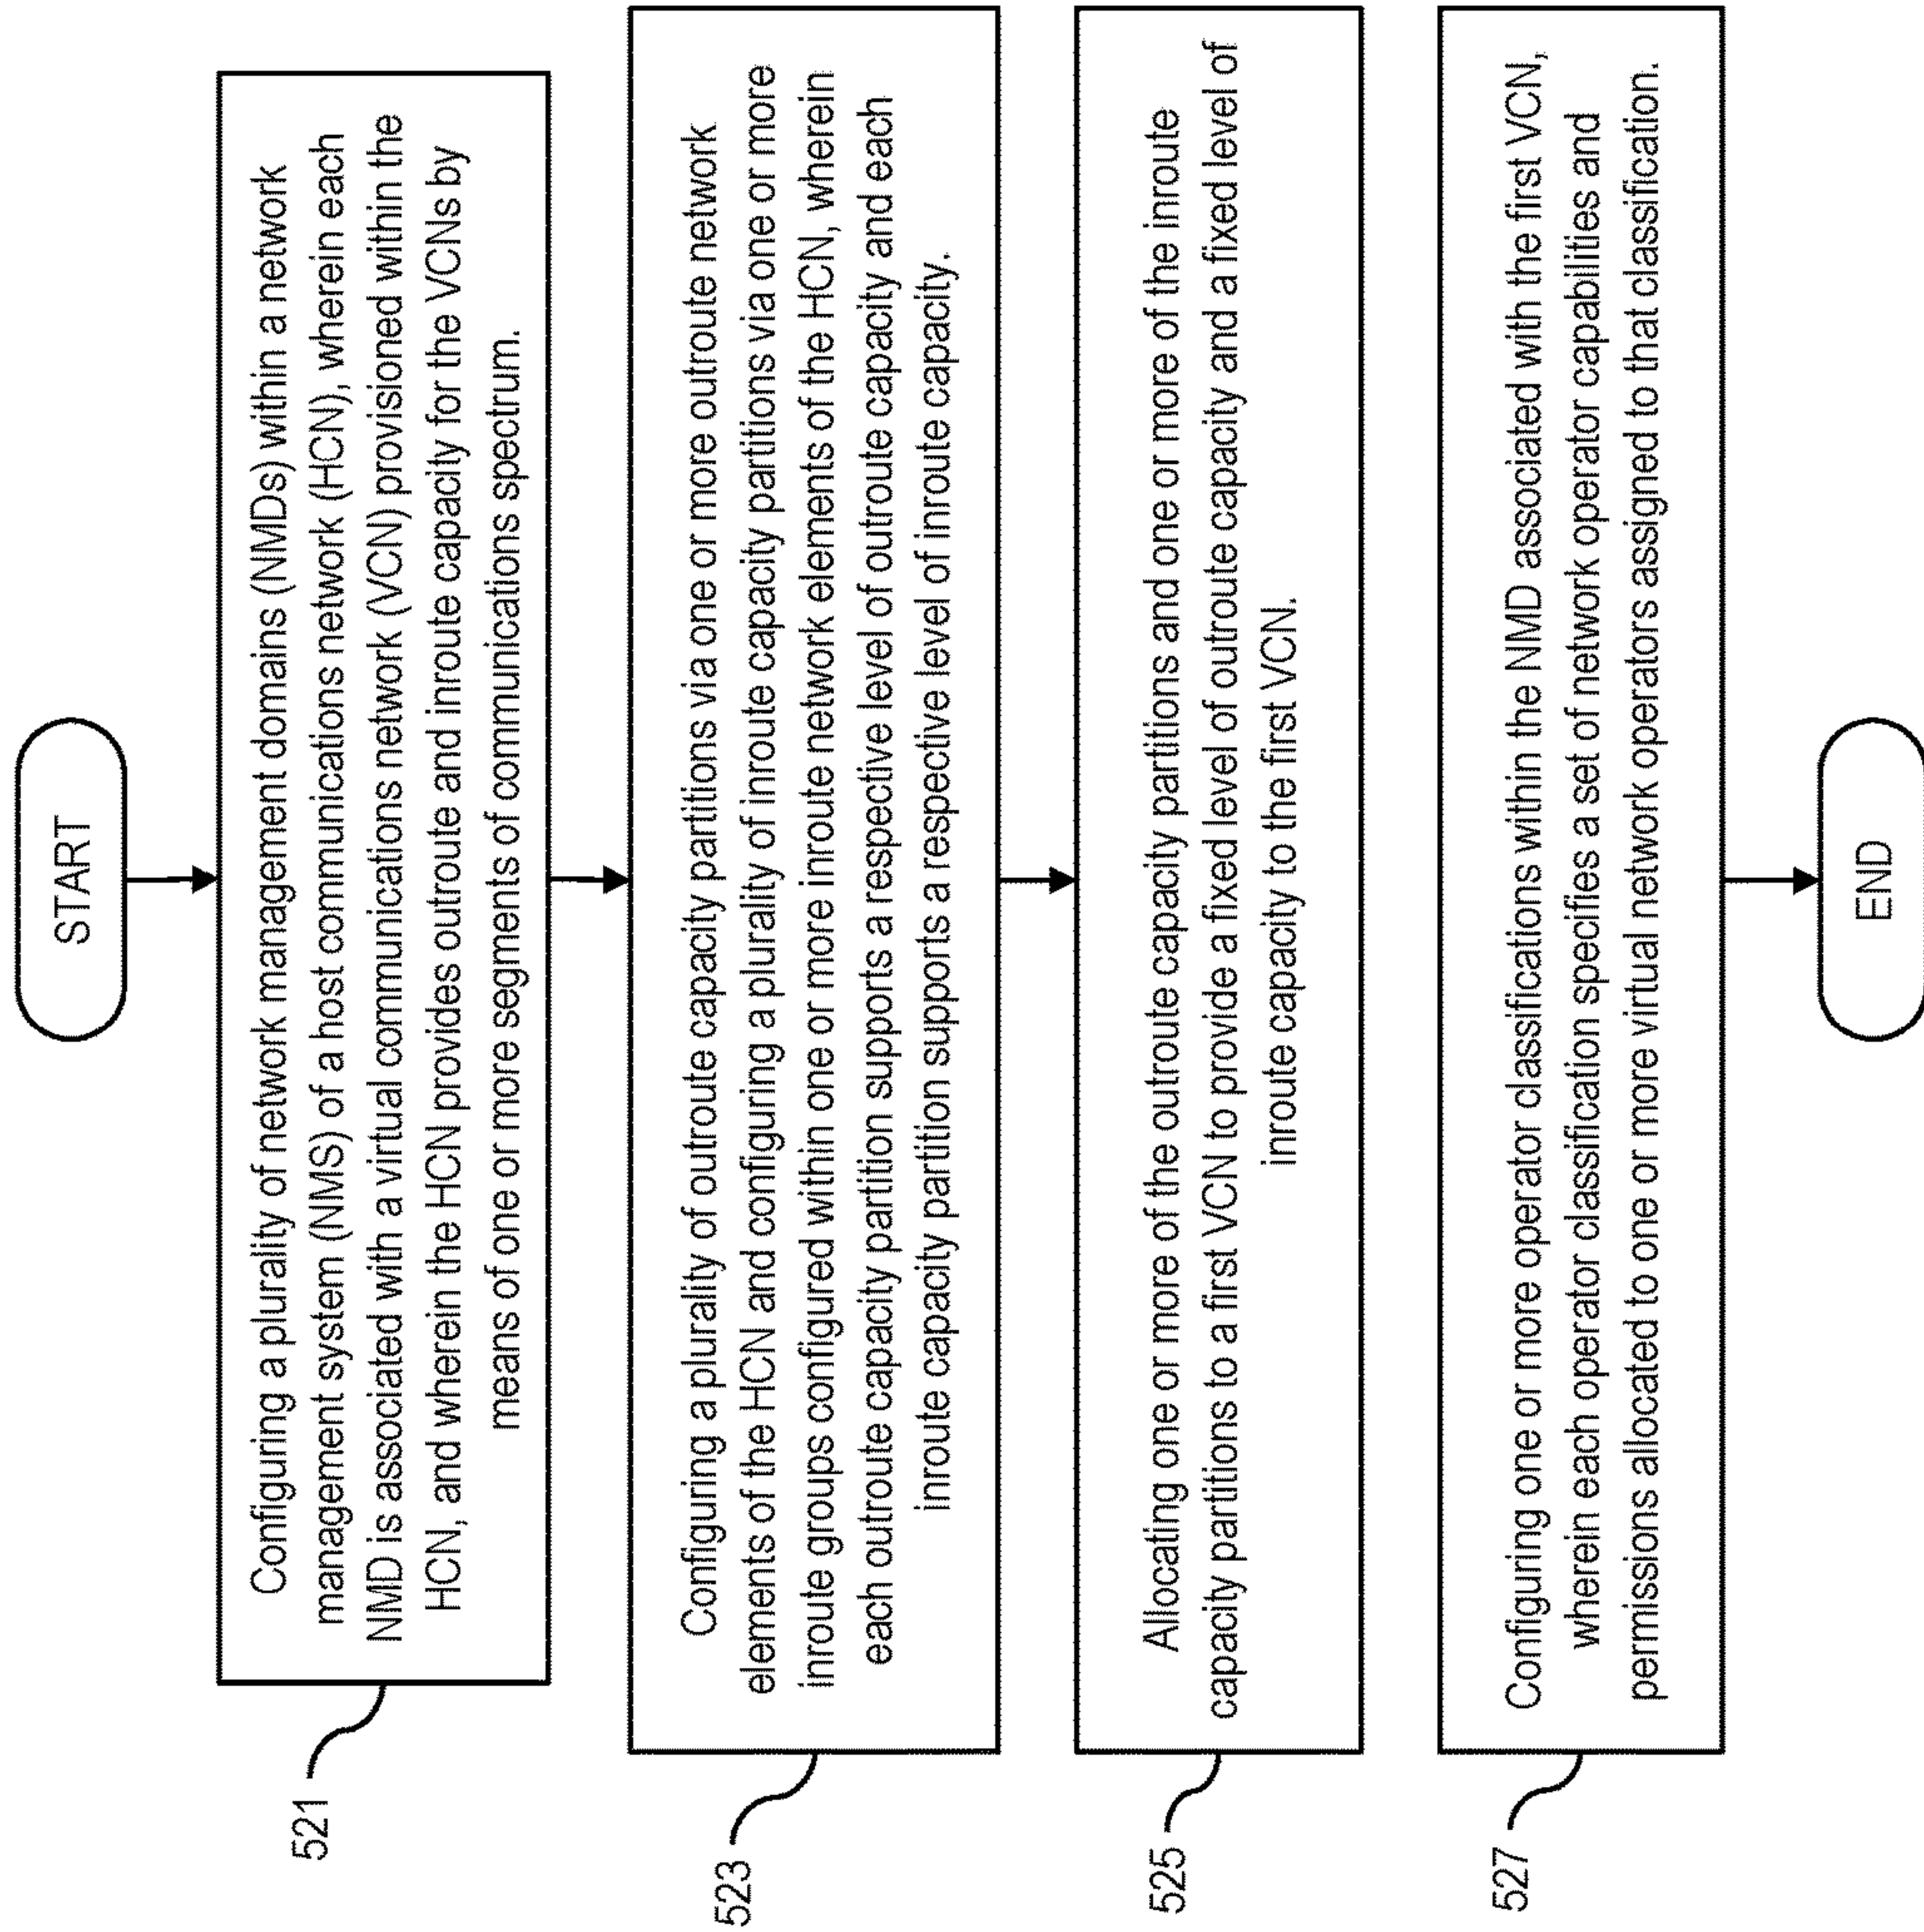 START
521
Configuring a plurality of network management domains (NMDs) within a network
management system (NMS) of a host communications network (HCN), wherein each
NMD is associated with a virtual communications network (VCN) provisioned within the
HCN, and wherein the HCN provides outroute and inroute capacity for the VCNs by
means of one or more segments of communications spectrum.
523
Configuring a plurality of outroute capacity partitions via one or more outroute network
elements of the HCN and configuring a plurality of inroute capacity partitions via one or more
inroute groups configured within one or more inroute network elements of the HCN, wherein
each outroute capacity partition supports a respective level of outroute capacity and each
inroute capacity partition supports a respective level of inroute capacity.
525
Allocating one or more of the outroute capacity partitions and one or more of the inroute
capacity partitions to a first VCN to provide a fixed level of outroute capacity and a fixed level of
inroute capacity to the first VCN.
527
Configuring one or more operator classifications within the NMD associated with the first VCN,
wherein each operator classification specifies a set of network operator capabilities and
permissions allocated to one or more virtual network operators assigned to that classification.
END